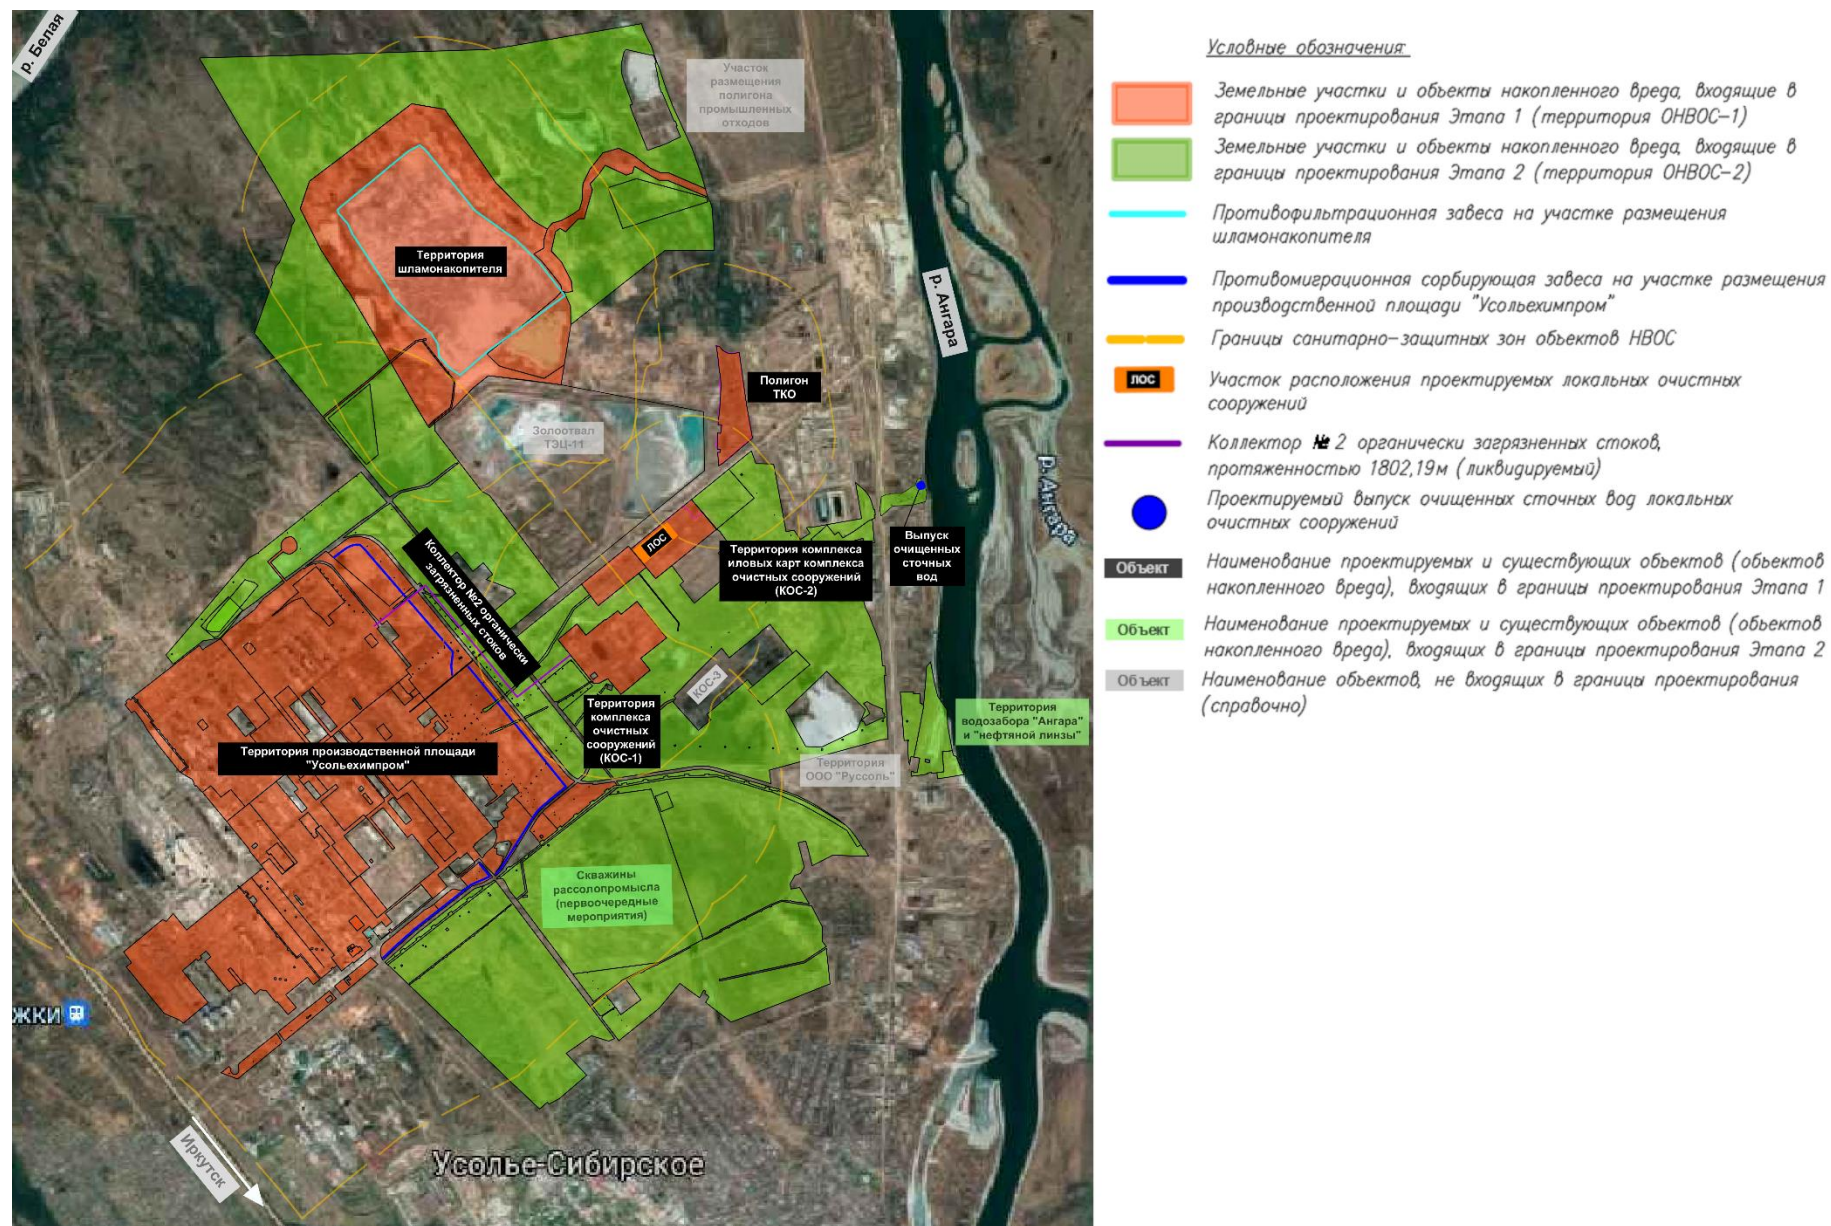 р. Белая
Участок
размещения
полигона
промышленных
отходов
Территория
шламонакопителя
р. Ангара
Полигон
ТКО
Золоотвал
ТЭЦ-11
р. Ангара
Коллектор №2 органически
загрязненных стоков
ЛОС
Территория комплекса
иловых карт комплекса
очистных сооружений
(КОС-2)
Выпуск
очищенных
сточных
вод
КОС-3
Территория
комплекса
очистных
сооружений
(КОС-1)
Территория
водозабора "Ангара"
и "нефтяной линзы"
Территория производственной площади
"Усольехимпром"
Территория
ООО "Руссоль"
Скважины
рассолопромысла
(первоочередные
мероприятия)
жки
Иркутск
Усолье-Сибирское
Условные обозначения:
Земельные участки и объекты накопленного вреда, входящие в
границы проектирования Этапа 1 (территория ОНВОС-1)
Земельные участки и объекты накопленного вреда, входящие в
границы проектирования Этапа 2 (территория ОНВОС-2)
Противофильтрационная завеса на участке размещения
шламонакопителя
Противомиграционная сорбирующая завеса на участке размещения
производственной площади "Усольехимпром"
Границы санитарно-защитных зон объектов НВОС
ЛОС
Участок расположения проектируемых локальных очистных
сооружений
Коллектор № 2 органически загрязненных стоков,
протяженностью 1802,19м (ликвидируемый)
Проектируемый выпуск очищенных сточных вод локальных
очистных сооружений
Объект
Наименование проектируемых и существующих объектов (объектов
накопленного вреда), входящих в границы проектирования Этапа 1
Объект
Наименование проектируемых и существующих объектов (объектов
накопленного вреда), входящих в границы проектирования Этапа 2
Объект
Наименование объектов, не входящих в границы проектирования
(справочно)